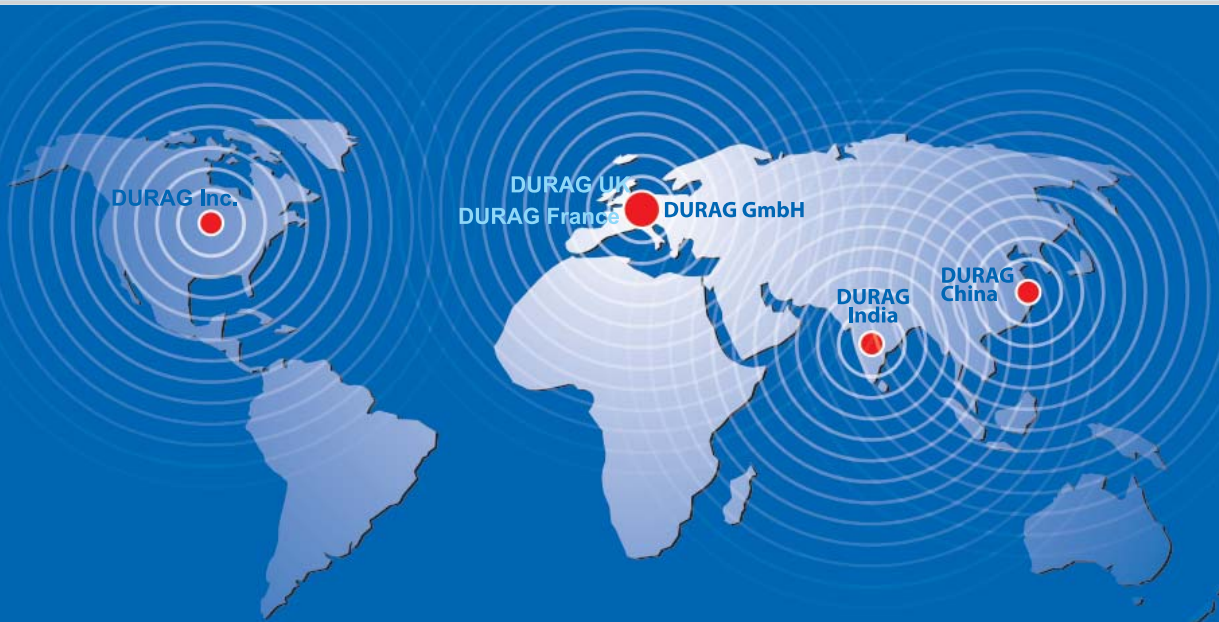 DURAG Inc.
DURAG UK
DURAG France
DURAG GmbH
DURAG
China
DURAG
India